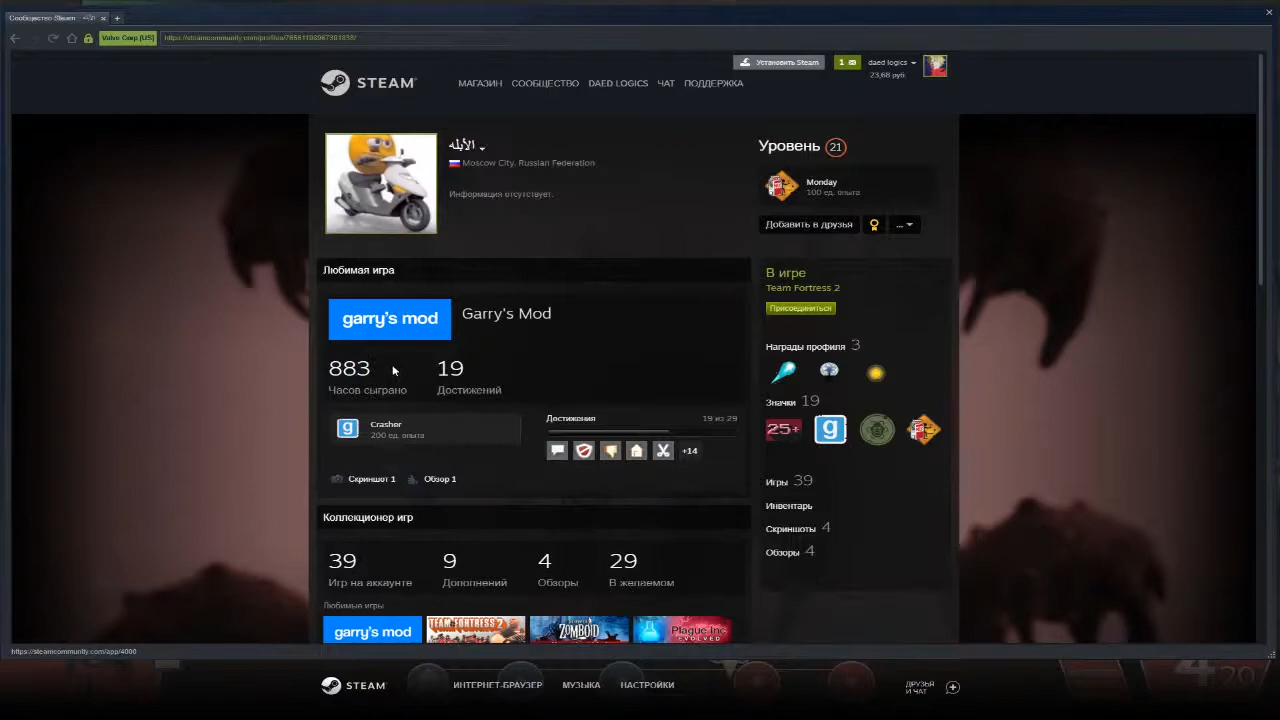 Сообщество Steam
Valve Corp [US]
Установить Steam
1
daed logics
23,68 руб.
STEAM
МАГАЗИН СООБЩЕСТВО DAED LOGICS ЧАТ ПОДДЕРЖКА
الأبله
Moscow City, Russian Federation
Информация отсутствует.
Уровень 21
Monday
100 ед. опыта
Добавить в друзья
...
Любимая игра
garry's mod
Garry's Mod
883
19
Часов сыграно
Достижений
Crasher
200 ед. опыта
Достижения
19 из 29
+14
Скриншот 1
Обзор 1
В игре
Team Fortress 2
Присоединиться
Награды профиля 3
Значки 19
25+
g
Игры 39
Инвентарь
Скриншоты 4
Обзоры 4
Коллекционер игр
39
9
4
29
Игр на аккаунте
Дополнений
Обзоры
В желаемом
Любимые игры
garry's mod
TEAM FORTRESS 2
ZOMBOID
Plague Inc
EVOLVED
https://steamcommunity.com/app/4000
STEAM
ИНТЕРНЕТ-БРАУЗЕР МУЗЫКА НАСТРОЙКИ
ДРУЗЬЯ
И ЧАТ